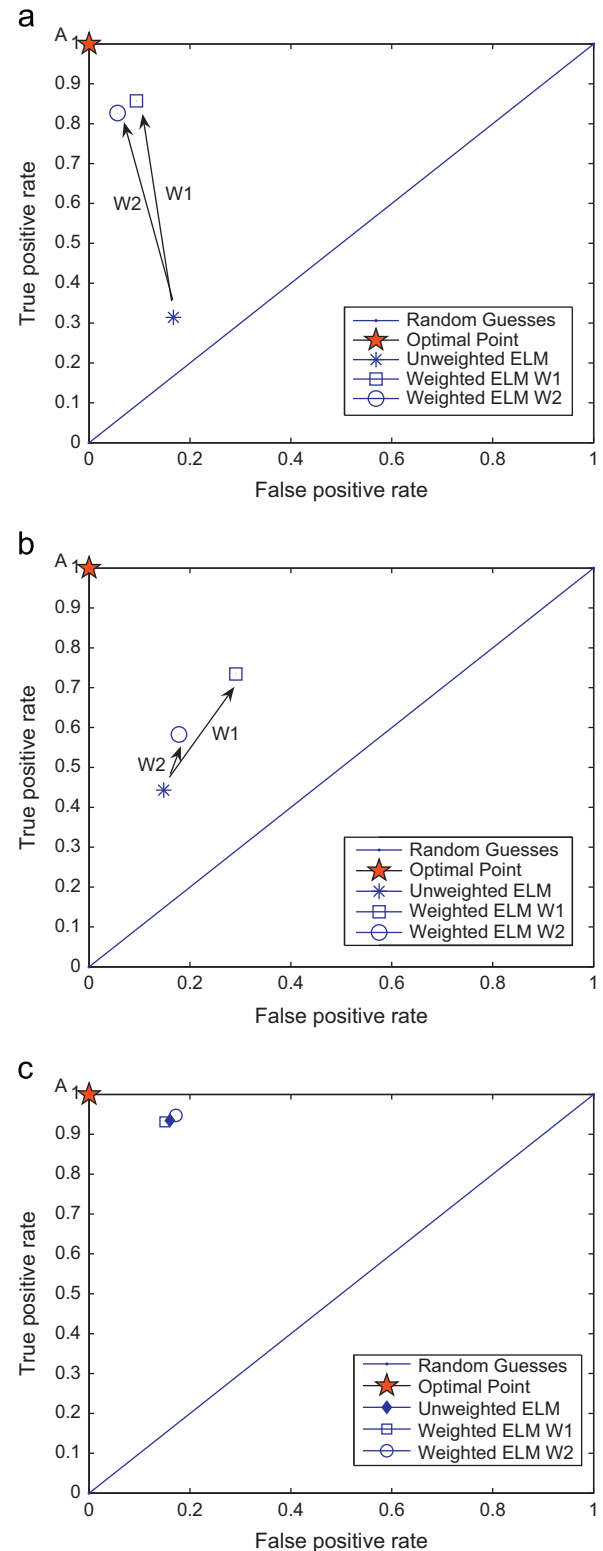 a
A
1
0.9
0.8
0.7
0.6
0.5
0.4
0.3
0.2
0.1
0
True positive rate
W2
W1
Random Guesses
Optimal Point
Unweighted ELM
Weighted ELM W1
Weighted ELM W2
0 0.2 0.4 0.6 0.8 1
False positive rate
b
A
1
0.9
0.8
0.7
0.6
0.5
0.4
0.3
0.2
0.1
0
True positive rate
W1
W2
Random Guesses
Optimal Point
Unweighted ELM
Weighted ELM W1
Weighted ELM W2
0 0.2 0.4 0.6 0.8 1
False positive rate
c
A
1
0.9
0.8
0.7
0.6
0.5
0.4
0.3
0.2
0.1
0
True positive rate
Random Guesses
Optimal Point
Unweighted ELM
Weighted ELM W1
Weighted ELM W2
0 0.2 0.4 0.6 0.8 1
False positive rate